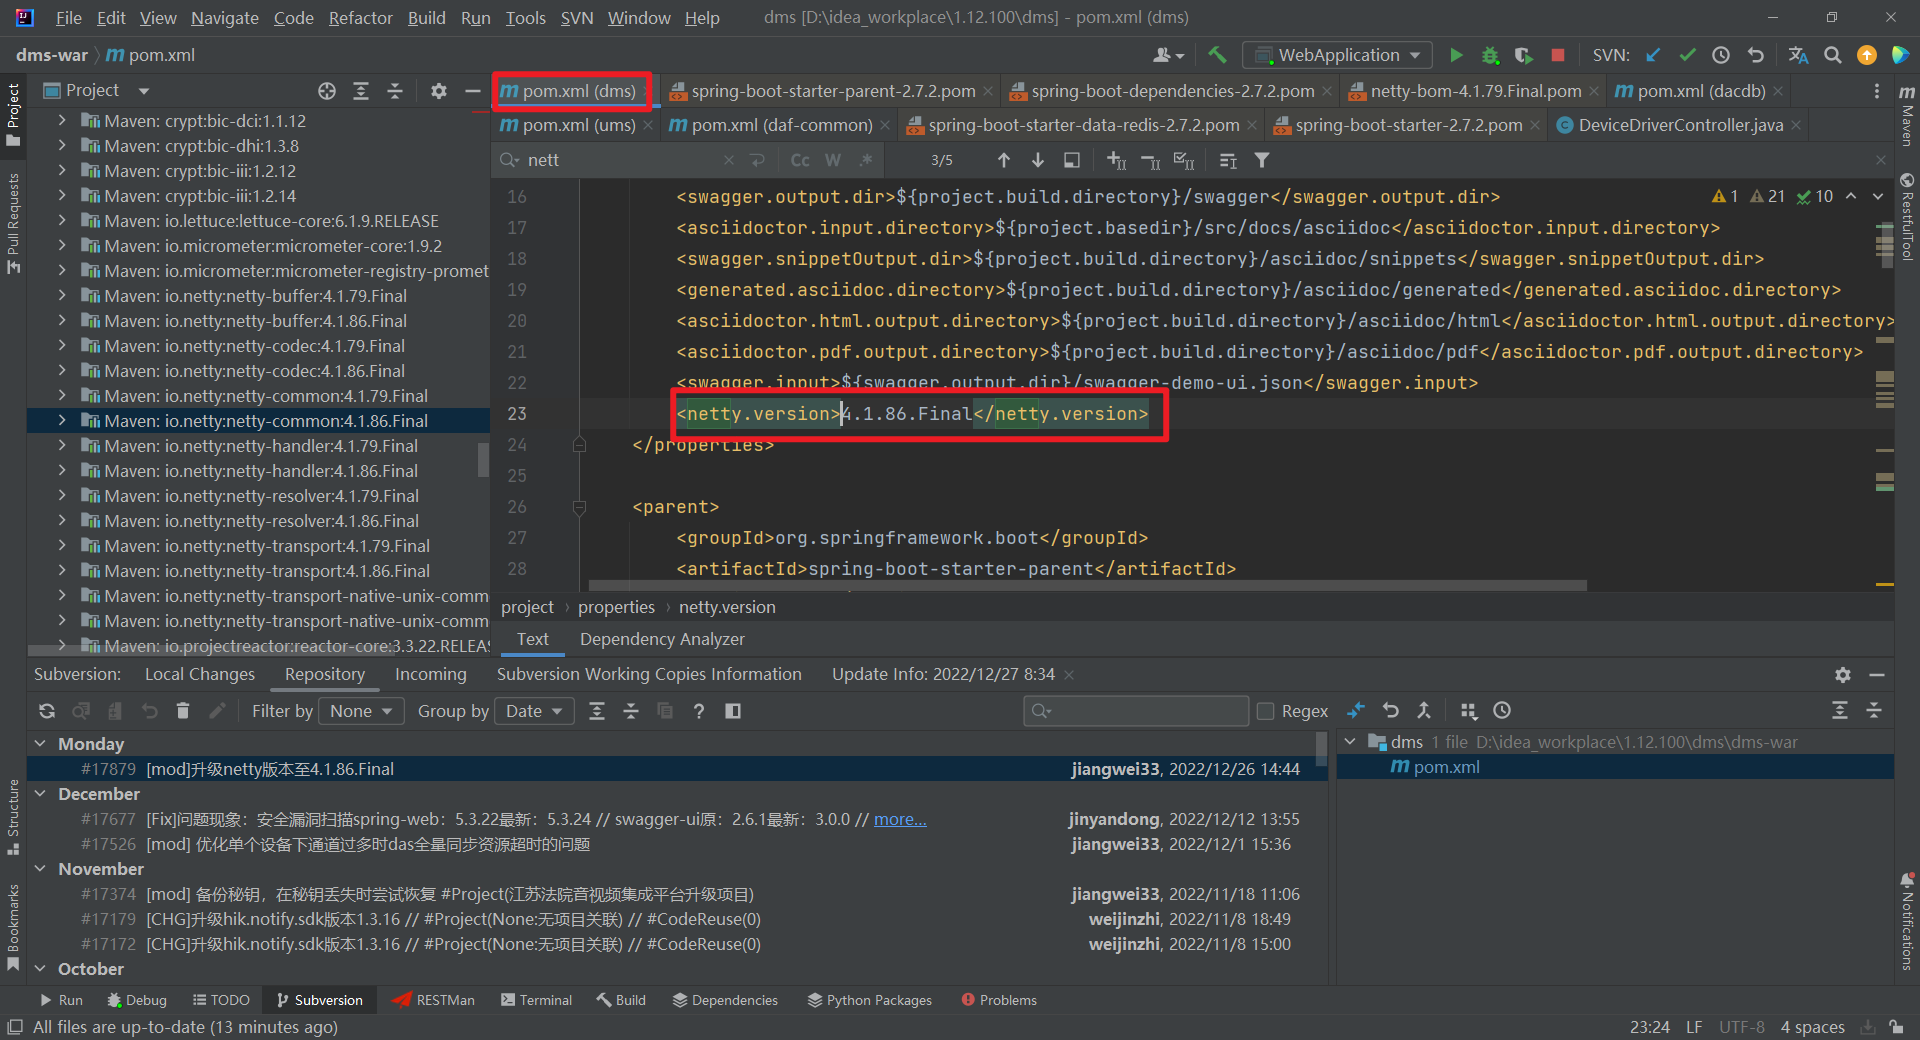 File Edit View Navigate Code Refactor Build Run Tools SVN Window Help dms [D:\idea_workplace\1.12.100\dms] - pom.xml (dms)
dms-war pom.xml
WebApplication SVN:
Project
pom.xml (dms) spring-boot-starter-parent-2.7.2.pom spring-boot-dependencies-2.7.2.pom netty-bom-4.1.79.Final.pom pom.xml (dacdb)
pom.xml (ums) pom.xml (daf-common) spring-boot-starter-data-redis-2.7.2.pom spring-boot-starter-2.7.2.pom DeviceDriverController.java
nett Cc W .* 3/5
Project
Pull Requests
Structure
Bookmarks
Maven: crypt:bic-dci:1.1.12
Maven: crypt:bic-dhi:1.3.8
Maven: crypt:bic-iii:1.2.12
Maven: crypt:bic-iii:1.2.14
Maven: io.lettuce:lettuce-core:6.1.9.RELEASE
Maven: io.micrometer:micrometer-core:1.9.2
Maven: io.micrometer:micrometer-registry-promet
Maven: io.netty:netty-buffer:4.1.79.Final
Maven: io.netty:netty-buffer:4.1.86.Final
Maven: io.netty:netty-codec:4.1.79.Final
Maven: io.netty:netty-codec:4.1.86.Final
Maven: io.netty:netty-common:4.1.79.Final
Maven: io.netty:netty-common:4.1.86.Final
Maven: io.netty:netty-handler:4.1.79.Final
Maven: io.netty:netty-handler:4.1.86.Final
Maven: io.netty:netty-resolver:4.1.79.Final
Maven: io.netty:netty-resolver:4.1.86.Final
Maven: io.netty:netty-transport:4.1.79.Final
Maven: io.netty:netty-transport:4.1.86.Final
Maven: io.netty:netty-transport-native-unix-comm
Maven: io.netty:netty-transport-native-unix-comm
Maven: io.projectreactor:reactor-core:3.3.22.RELEAS
16 <swagger.output.dir>${project.build.directory}/swagger</swagger.output.dir>
17 <asciidoctor.input.directory>${project.basedir}/src/docs/asciidoc</asciidoctor.input.directory>
18 <swagger.snippetOutput.dir>${project.build.directory}/asciidoc/snippets</swagger.snippetOutput.dir>
19 <generated.asciidoc.directory>${project.build.directory}/asciidoc/generated</generated.asciidoc.directory>
20 <asciidoctor.html.output.directory>${project.build.directory}/asciidoc/html</asciidoctor.html.output.directory>
21 <asciidoctor.pdf.output.directory>${project.build.directory}/asciidoc/pdf</asciidoctor.pdf.output.directory>
22 <swagger.input>${swagger.output.dir}/swagger-demo-ui.json</swagger.input>
23 <netty.version>4.1.86.Final</netty.version>
24 </properties>
25
26 <parent>
27 <groupId>org.springframework.boot</groupId>
28 <artifactId>spring-boot-starter-parent</artifactId>
1 21 10
project properties netty.version
Text Dependency Analyzer
Maven
RestfulTool
Notifications
Subversion: Local Changes Repository Incoming Subversion Working Copies Information Update Info: 2022/12/27 8:34
Filter by None Group by Date ? Regex
Monday
#17879 [mod]升级netty版本至4.1.86.Final jiangwei33, 2022/12/26 14:44
December
#17677 [Fix]问题现象：安全漏洞扫描spring-web：5.3.22最新：5.3.24 // swagger-ui原：2.6.1最新：3.0.0 // more... jinyandong, 2022/12/12 13:55
#17526 [mod] 优化单个设备下通道过多时das全量同步资源超时的问题 jiangwei33, 2022/12/1 15:36
November
#17374 [mod] 备份秘钥，在秘钥丢失时尝试恢复 #Project(江苏法院音视频集成平台升级项目) jiangwei33, 2022/11/18 11:06
#17179 [CHG]升级hik.notify.sdk版本1.3.16 // #Project(None:无项目关联) // #CodeReuse(0) weijinzhi, 2022/11/8 18:49
#17172 [CHG]升级hik.notify.sdk版本1.3.16 // #Project(None:无项目关联) // #CodeReuse(0) weijinzhi, 2022/11/8 15:00
October
dms 1 file D:\idea_workplace\1.12.100\dms\dms-war
pom.xml
Run Debug TODO Subversion RESTMan Terminal Build Dependencies Python Packages Problems
All files are up-to-date (13 minutes ago) 23:24 LF UTF-8 4 spaces